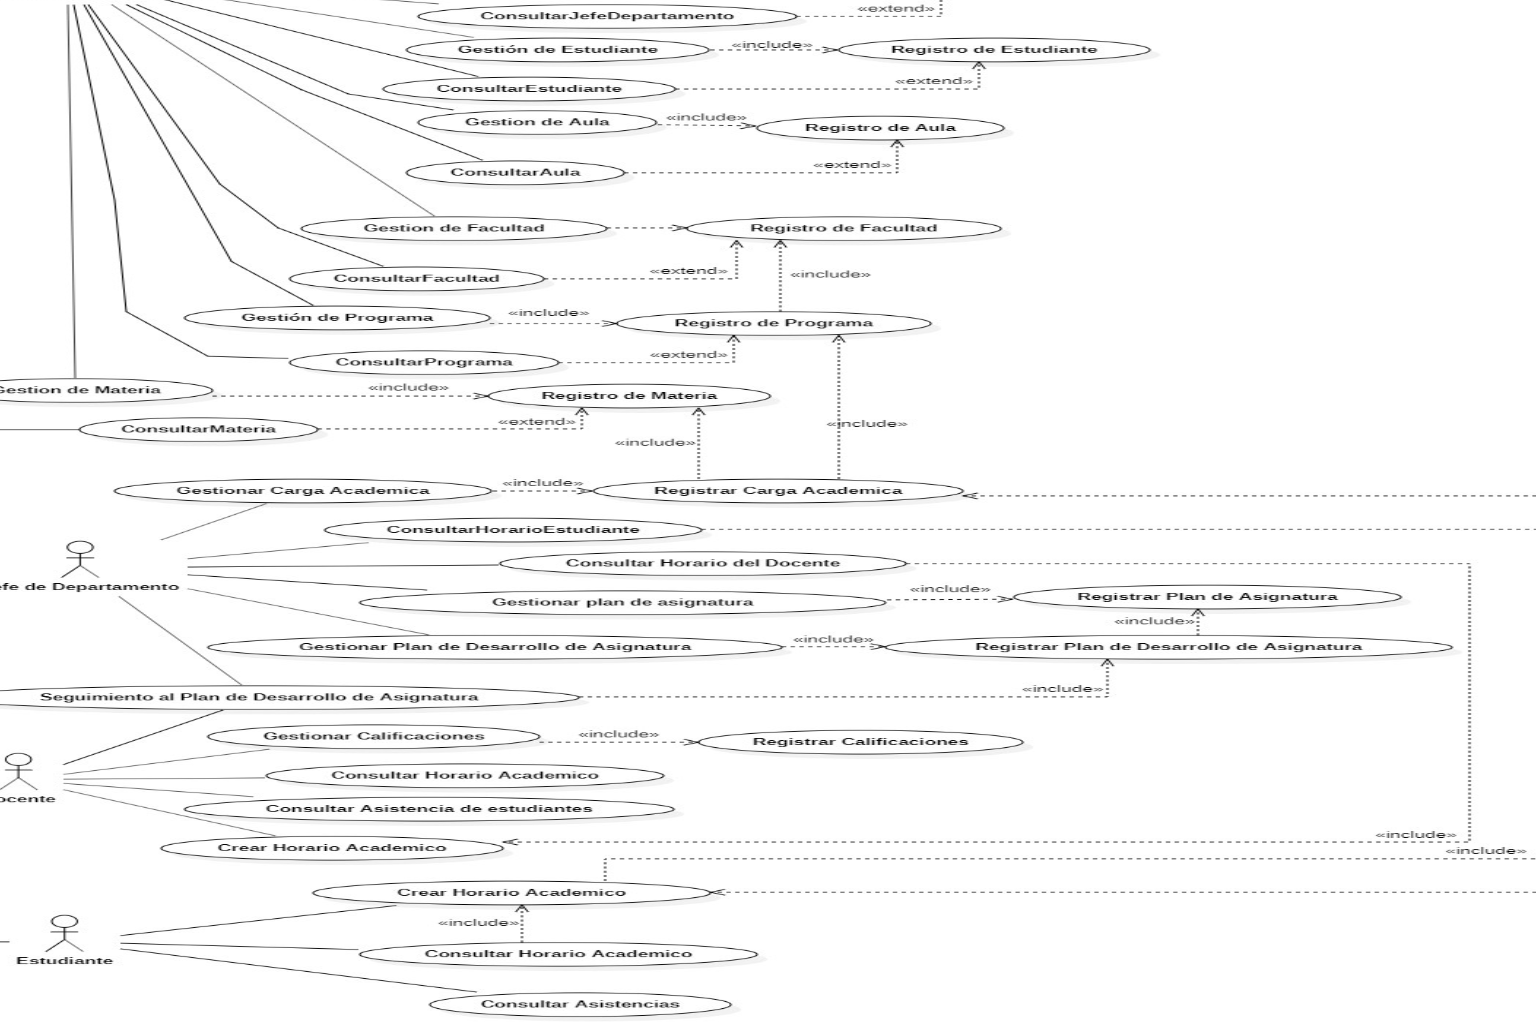 ConsultarJefeDepartamento
«extend»
Gestión de Estudiante
«include»
Registro de Estudiante
ConsultarEstudiante
«extend»
Gestion de Aula
«include»
Registro de Aula
ConsultarAula
«extend»
Gestion de Facultad
Registro de Facultad
ConsultarFacultad
«extend»
«include»
Gestión de Programa
«include»
Registro de Programa
ConsultarPrograma
«extend»
Gestion de Materia
«include»
Registro de Materia
ConsultarMateria
«extend»
«include»
«include»
Gestionar Carga Academica
«include»
Registrar Carga Academica
ConsultarHorarioEstudiante
Consultar Horario del Docente
efe de Departamento
Gestionar plan de asignatura
«include»
Registrar Plan de Asignatura
«include»
Gestionar Plan de Desarrollo de Asignatura
«include»
Registrar Plan de Desarrollo de Asignatura
Seguimiento al Plan de Desarrollo de Asignatura
«include»
Gestionar Calificaciones
«include»
Registrar Calificaciones
Consultar Horario Academico
ocente
Consultar Asistencia de estudiantes
Crear Horario Academico
«include»
«include»
Crear Horario Academico
«include»
Estudiante
Consultar Horario Academico
Consultar Asistencias